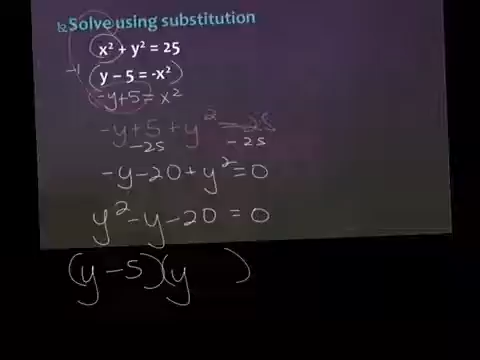 Solve using substitution
x² + y² = 25
-1
y – 5 = -x²
-y+5 = x²
-y+5+y² = 25
-25 -25
-y-20+y² = 0
y²-y-20 = 0
(y-5)(y )